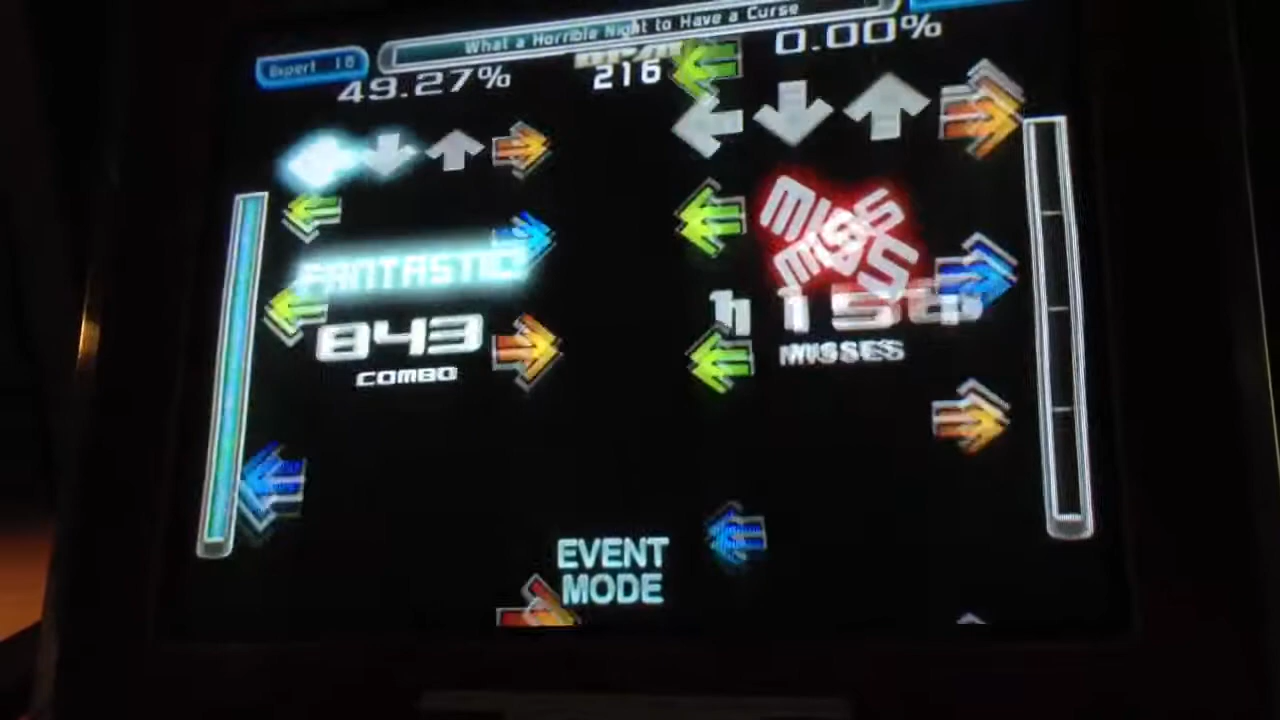 What a Horrible Night to Have a Curse
Expert 18
49.27%
216
0.00%
FANTASTIC
MISS
MISS
843
COMBO
MISSES
EVENT
MODE